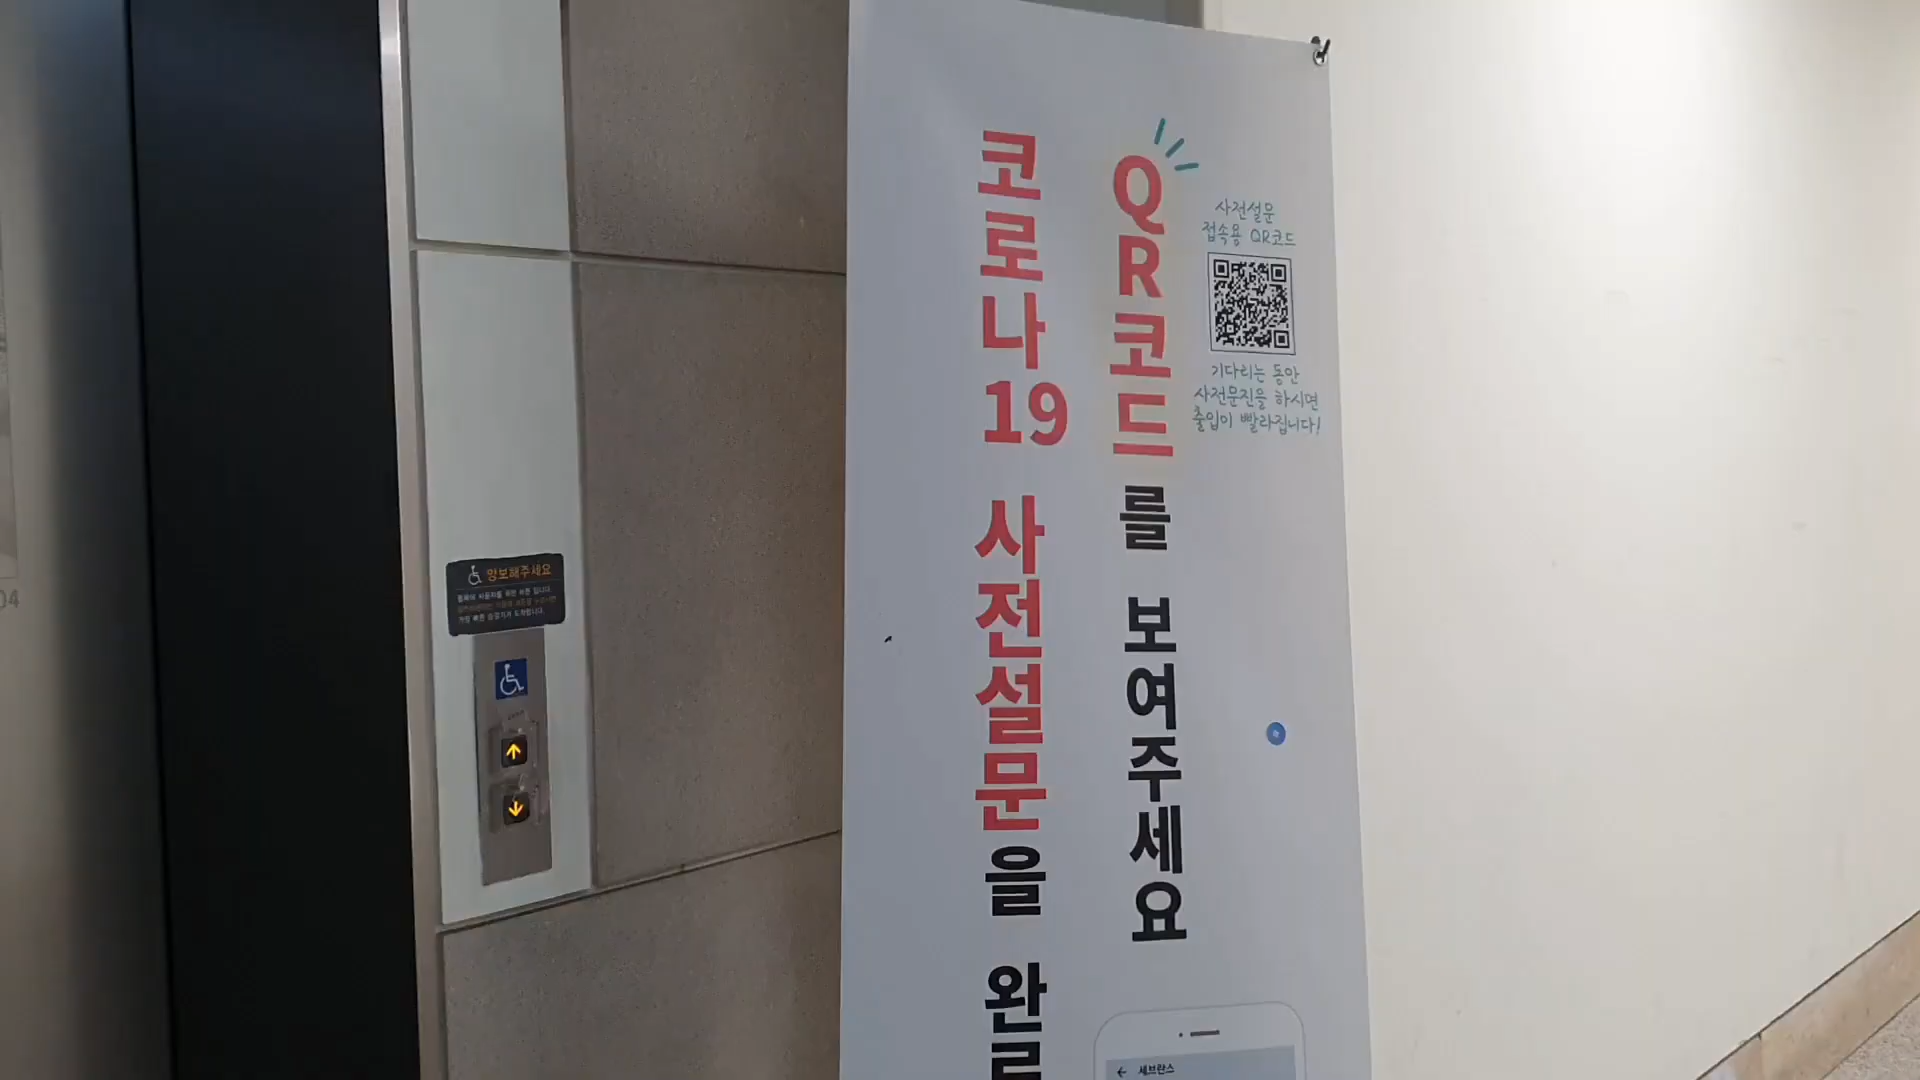 코로나19 사전설문을 완료
QR코드를 보여주세요
사전설문
접속용 QR코드
기다리는 동안
사전문진을 하시면
출입이 빨라집니다!
세브란스
양보해주세요
04